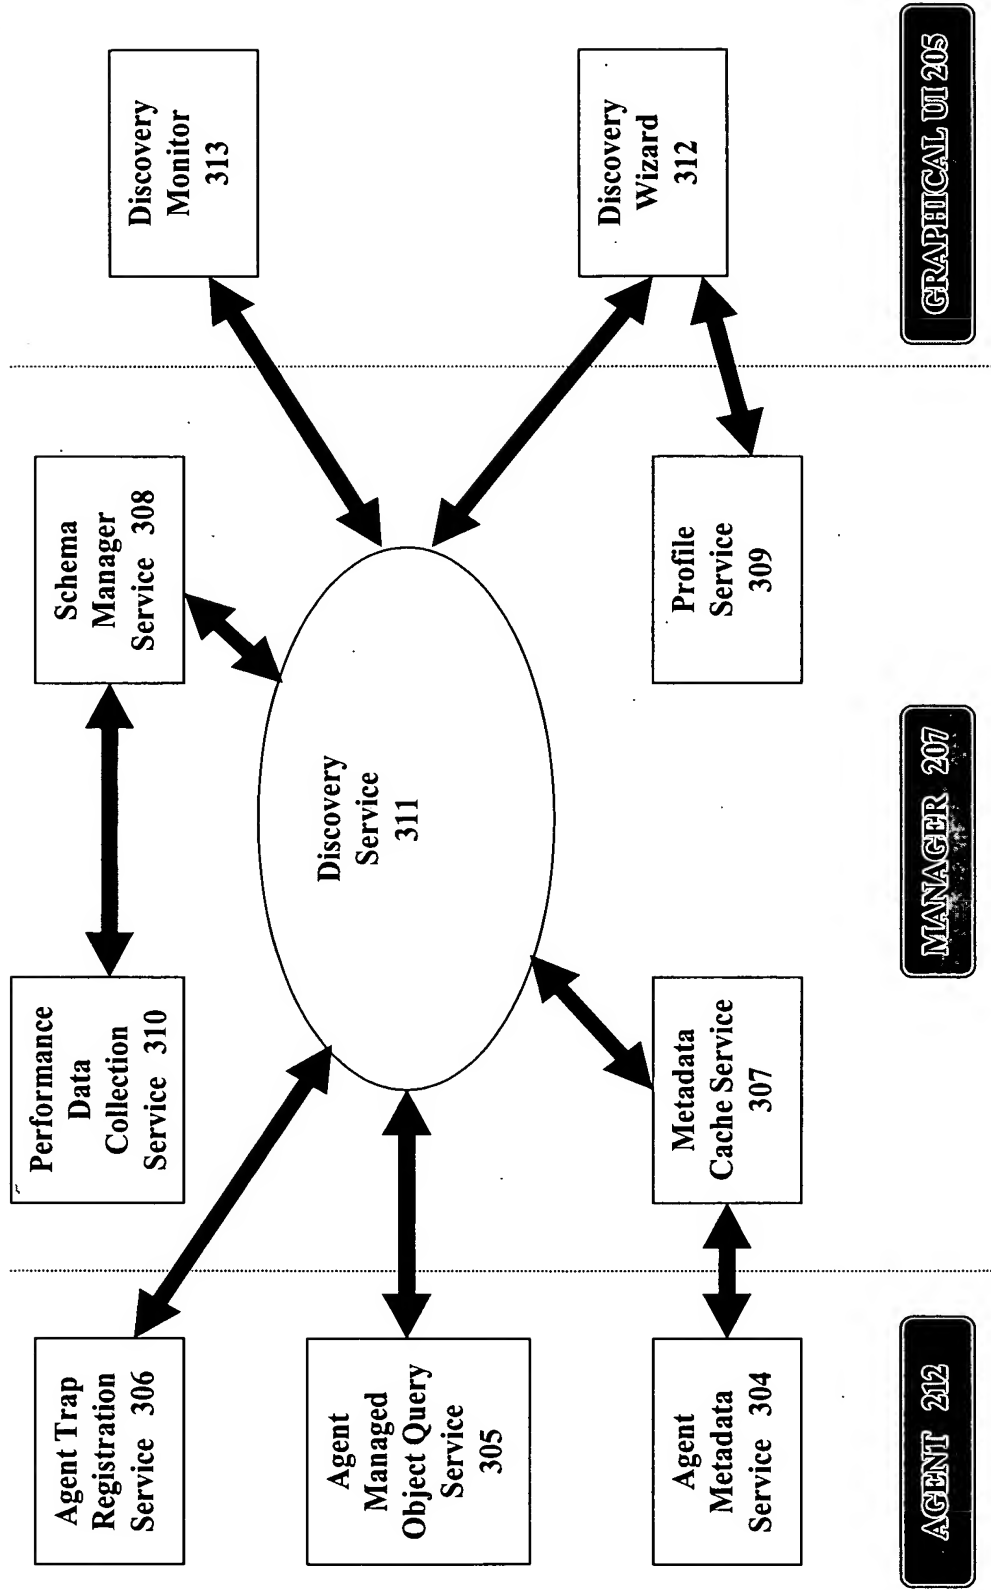 Agent Trap
Registration
Service 306
Agent
Managed
Object Query
Service
305
Agent
Metadata
Service 304
AGENT 212
Performance
Data
Collection
Service 310
Schema
Manager
Service 308
Discovery
Service
311
Metadata
Cache Service
307
Profile
Service
309
MANAGER 207
Discovery
Monitor
313
Discovery
Wizard
312
GRAPHICAL UI 205